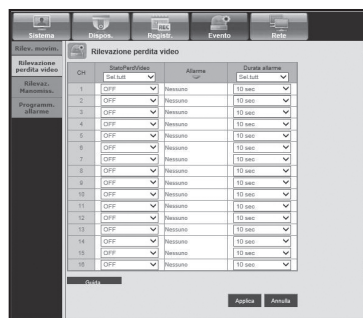 Sistema Dispos. Registr. Evento Rete
REC
Rilev. movim.
Rilevazione perdita video
Rilevaz. Manomiss.
Programm. allarme
Rilevazione perdita video
CH StatoPerdVideo Allarme Durata allarme
Sel.tutt Sel.tutt
1 OFF Nessuno 10 sec
2 OFF Nessuno 10 sec
3 OFF Nessuno 10 sec
4 OFF Nessuno 10 sec
5 OFF Nessuno 10 sec
6 OFF Nessuno 10 sec
7 OFF Nessuno 10 sec
8 OFF Nessuno 10 sec
9 OFF Nessuno 10 sec
10 OFF Nessuno 10 sec
11 OFF Nessuno 10 sec
12 OFF Nessuno 10 sec
13 OFF Nessuno 10 sec
14 OFF Nessuno 10 sec
15 OFF Nessuno 10 sec
16 OFF Nessuno 10 sec
Guida
Applica Annulla